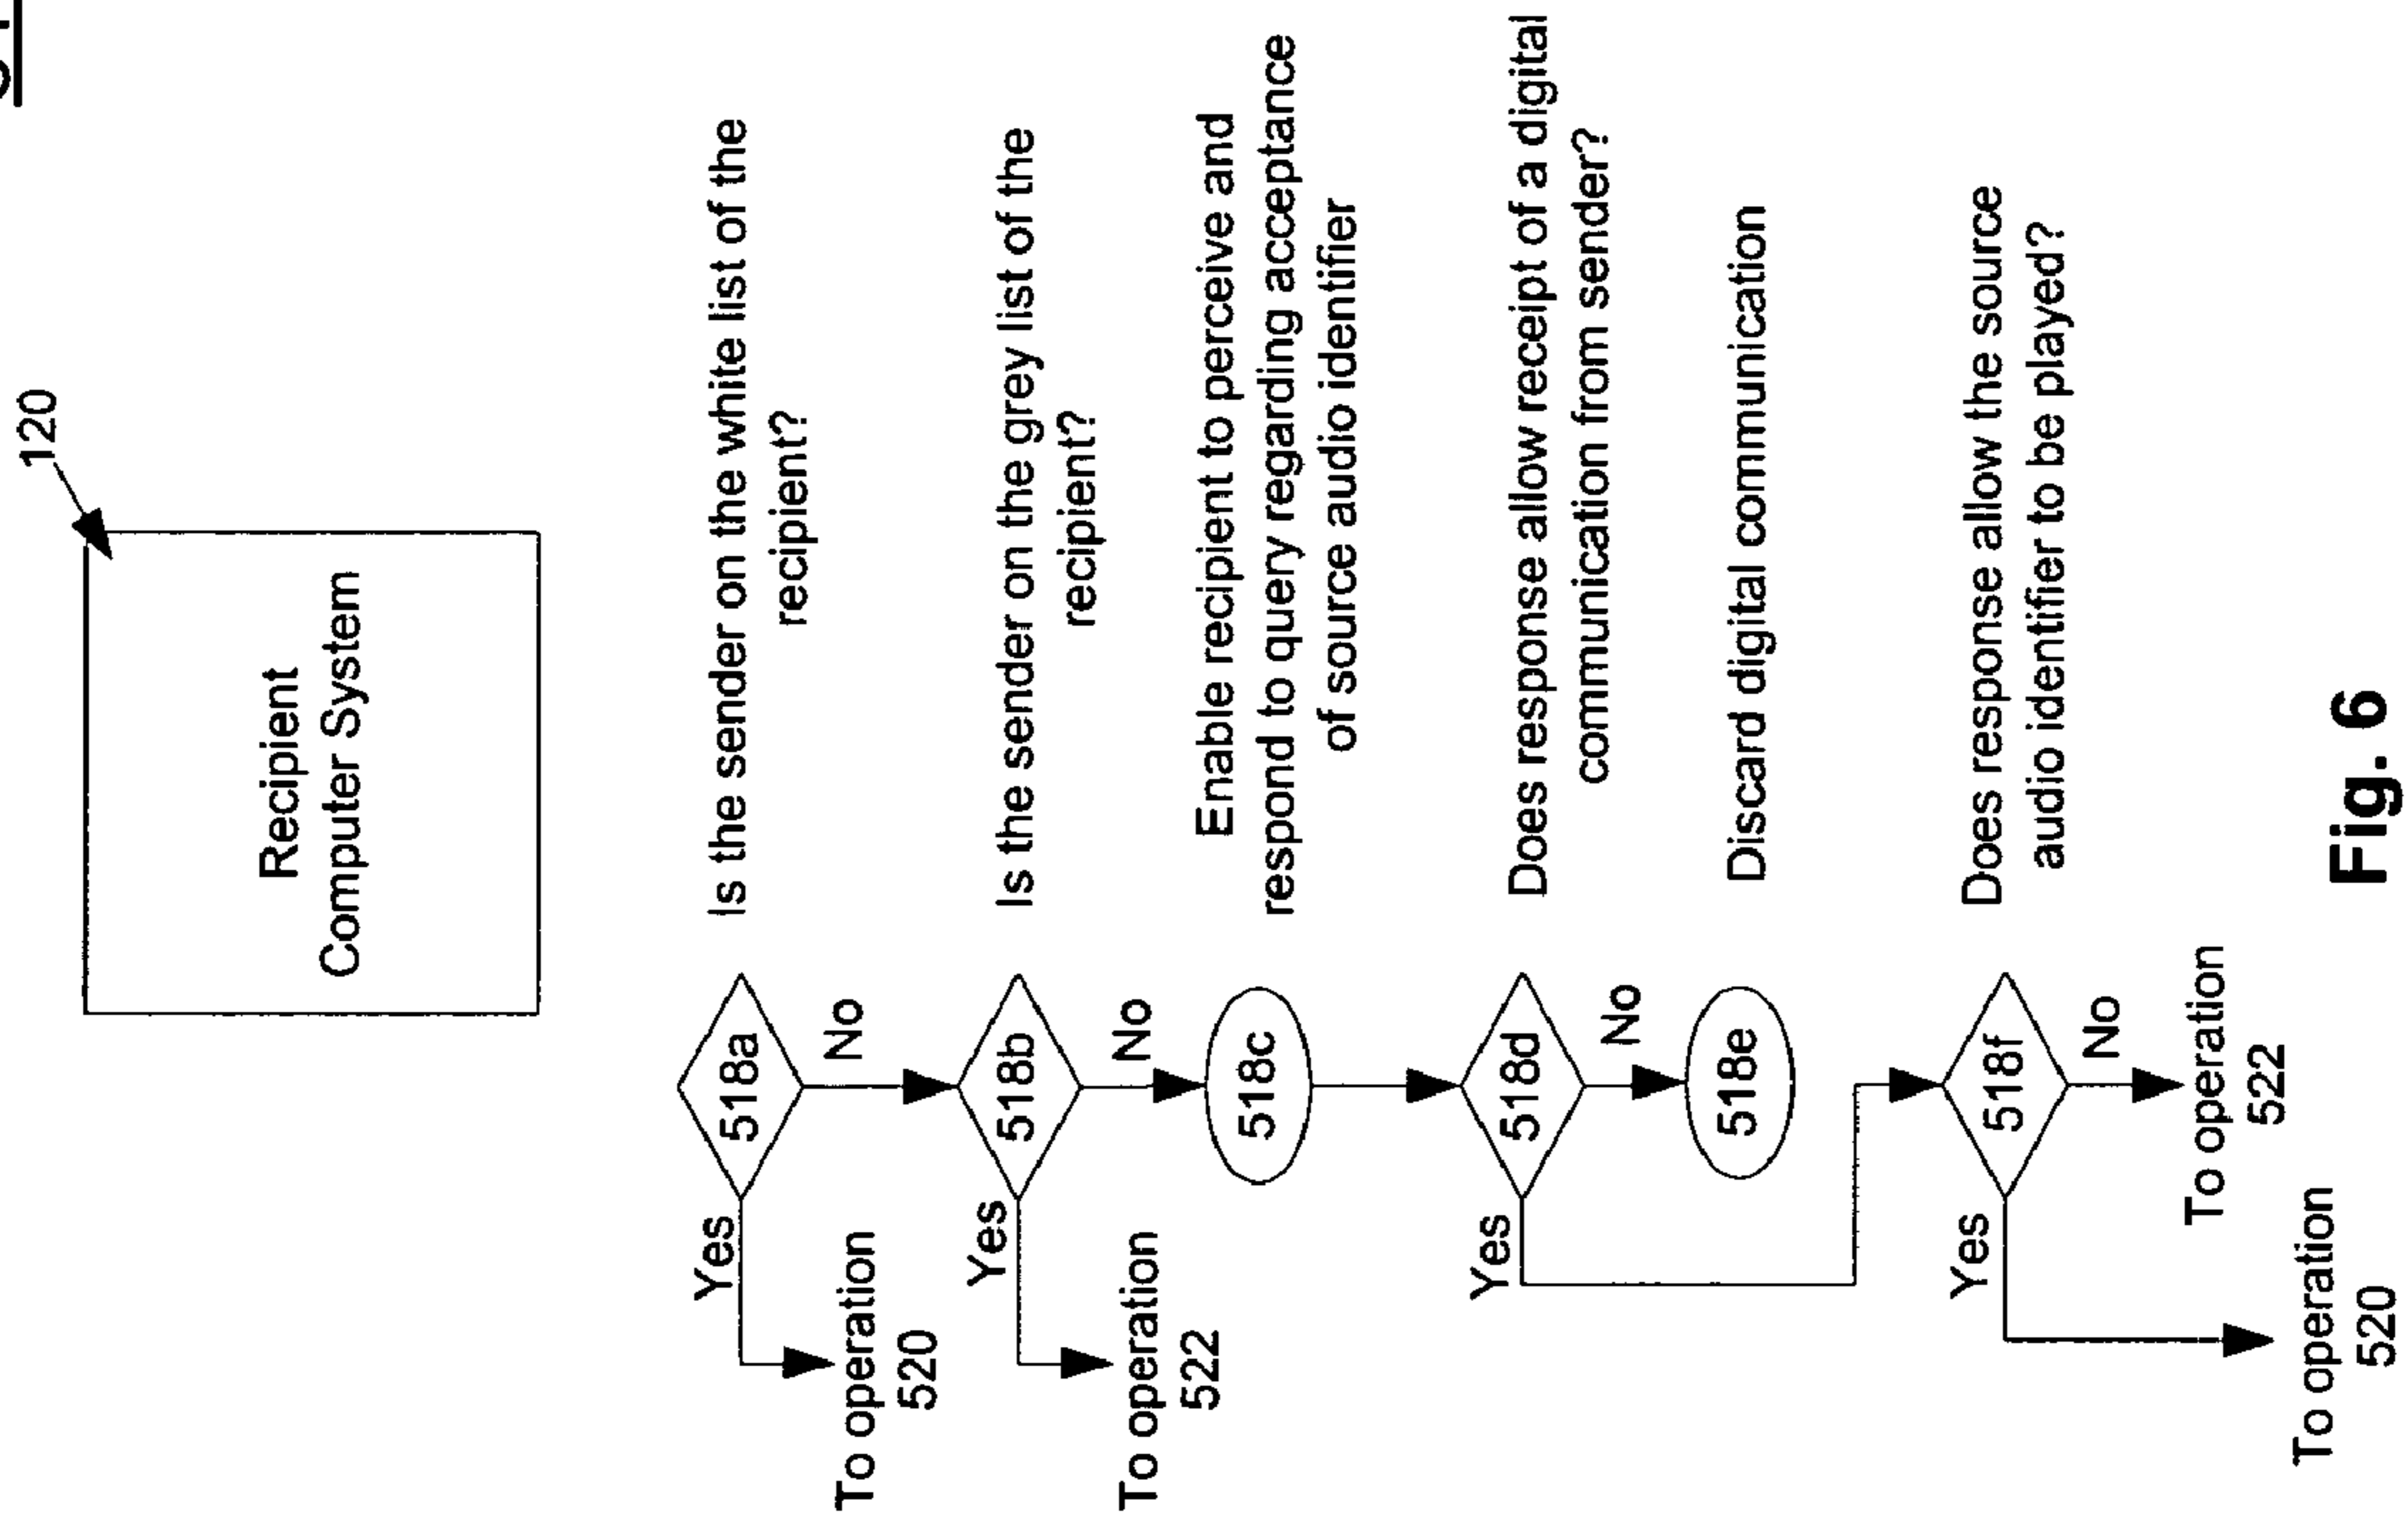 120
Recipient
Computer System
518a
Is the sender on the white list of the
recipient?
Yes
No
To operation
520
518b
Is the sender on the grey list of the
recipient?
Yes
No
To operation
522
518c
Enable recipient to perceive and
respond to query regarding acceptance
of source audio identifier
518d
Does response allow receipt of a digital
communication from sender?
Yes
No
518e
Discard digital communication
518f
Does response allow the source
audio identifier to be played?
Yes
No
To operation
522
To operation
520
Fig. 6